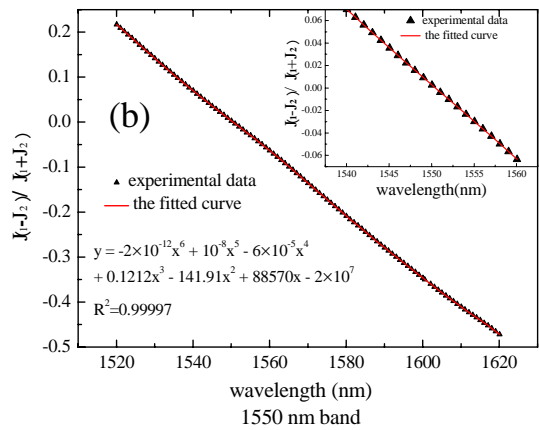 0.2
0.1
0.0
-0.1
-0.2
-0.3
-0.4
-0.5
J(1-J2)/ J(1+J2)
(b)
experimental data
the fitted curve
y = -2×10⁻¹²x⁶ + 10⁻⁸x⁵ - 6×10⁻⁵x⁴
+ 0.1212x³ - 141.91x² + 88570x - 2×10⁷
R²=0.99997
1520 1540 1560 1580 1600 1620
wavelength (nm)
1550 nm band
0.06
0.04
0.02
0.00
-0.02
-0.04
-0.06
J(1-J2)/ J(1+J2)
experimental data
the fitted curve
1540 1545 1550 1555 1560
wavelength(nm)